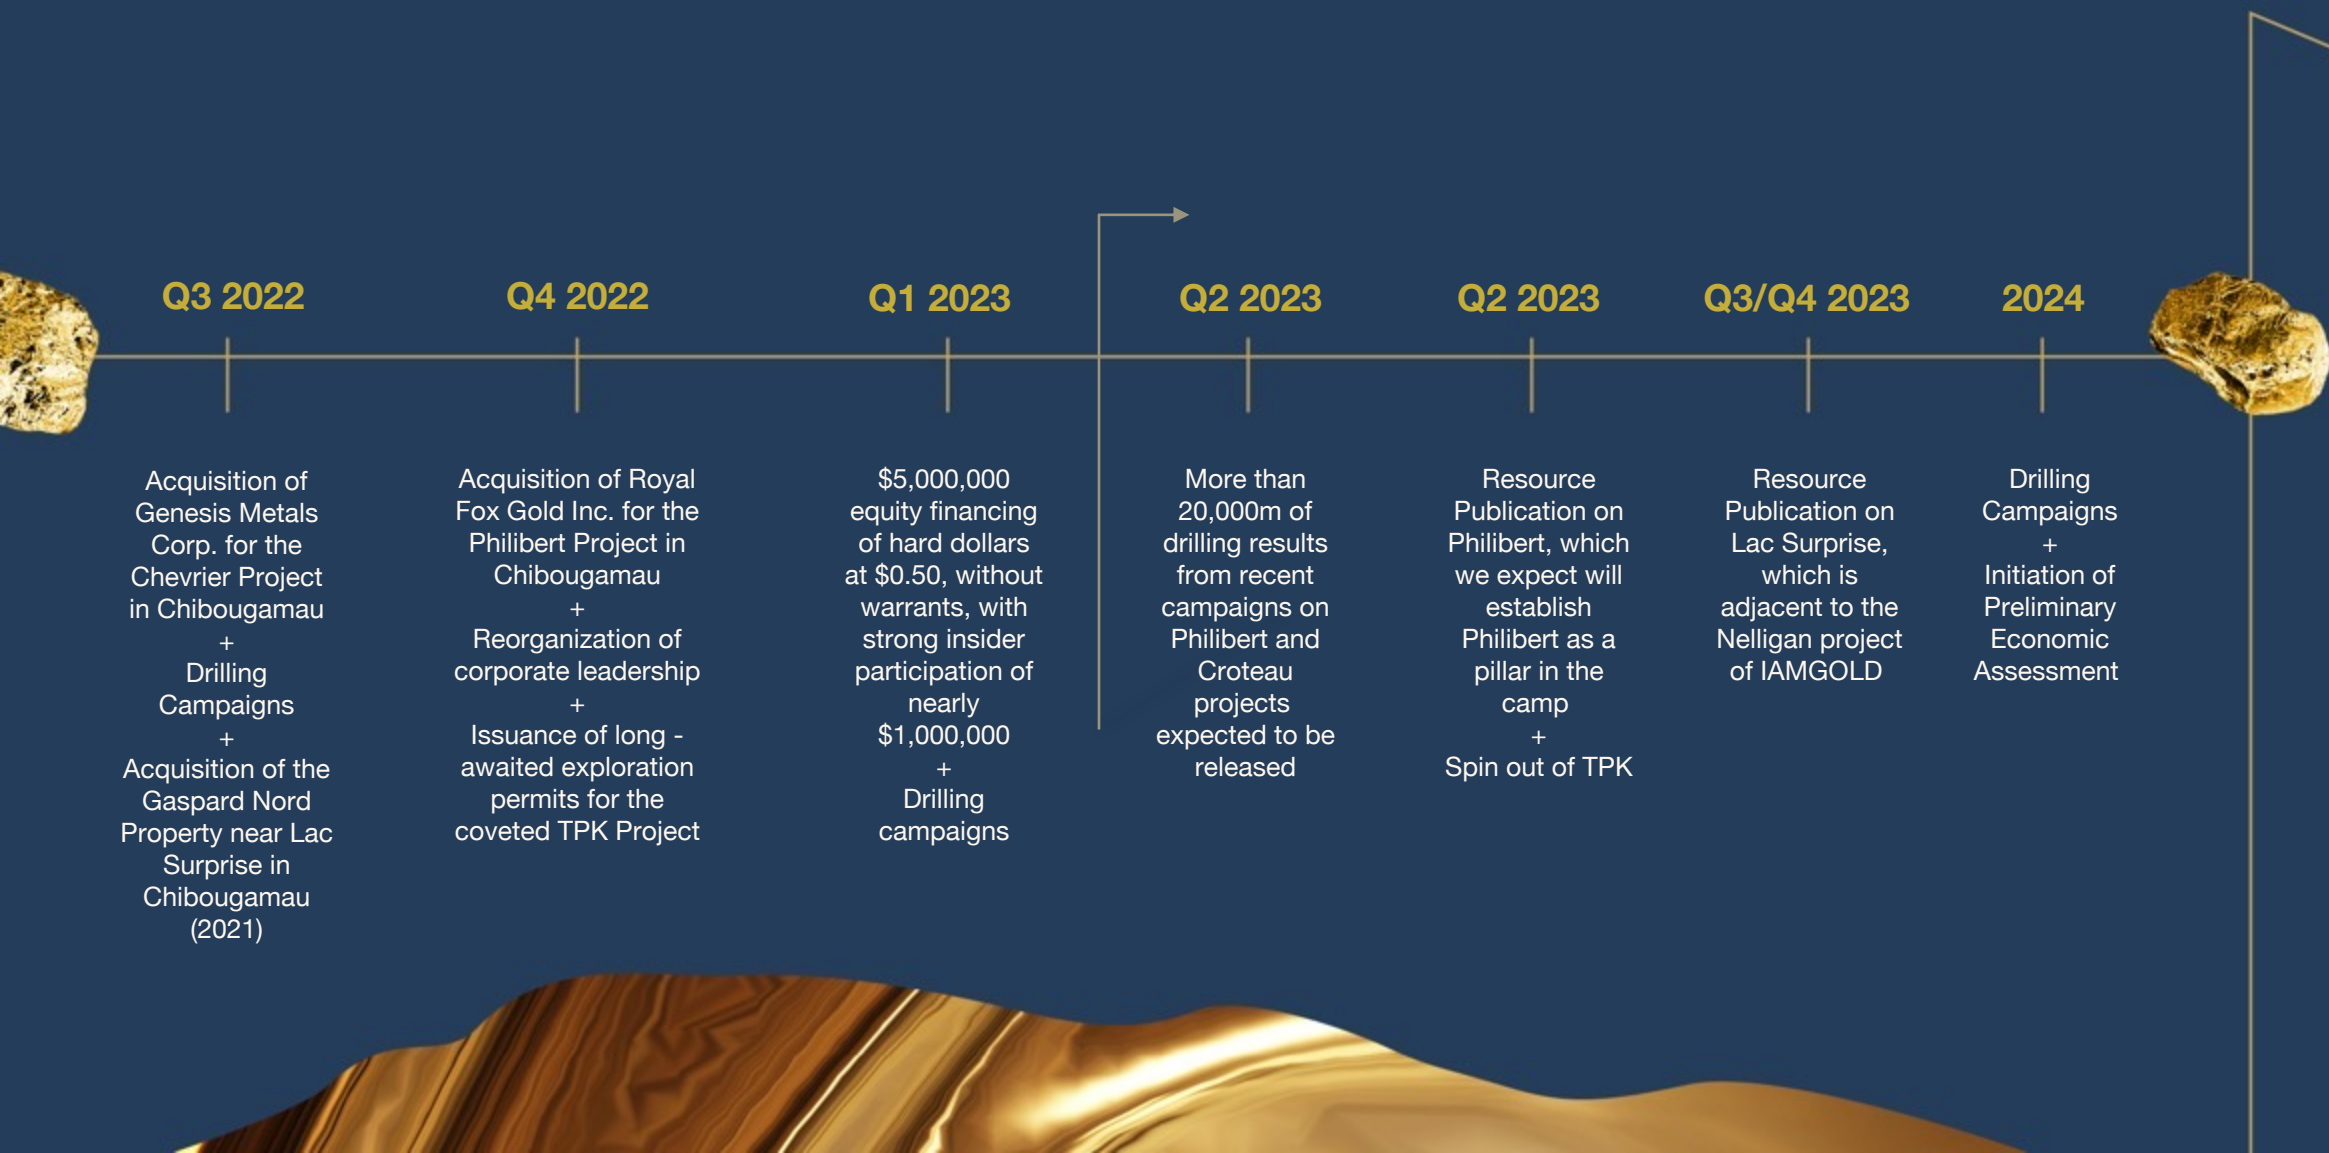 Q3 2022
Acquisition of
Genesis Metals
Corp. for the
Chevrier Project
in Chibougamau
+
Drilling
Campaigns
+
Acquisition of the
Gaspard Nord
Property near Lac
Surprise in
Chibougamau
(2021)
Q4 2022
Acquisition of Royal
Fox Gold Inc. for the
Philibert Project in
Chibougamau
+
Reorganization of
corporate leadership
+
Issuance of long -
awaited exploration
permits for the
coveted TPK Project
Q1 2023
$5,000,000
equity financing
of hard dollars
at $0.50, without
warrants, with
strong insider
participation of
nearly
$1,000,000
+
Drilling
campaigns
Q2 2023
More than
20,000m of
drilling results
from recent
campaigns on
Philibert and
Croteau
projects
expected to be
released
Q2 2023
Resource
Publication on
Philibert, which
we expect will
establish
Philibert as a
pillar in the
camp
+
Spin out of TPK
Q3/Q4 2023
Resource
Publication on
Lac Surprise,
which is
adjacent to the
Nelligan project
of IAMGOLD
2024
Drilling
Campaigns
+
Initiation of
Preliminary
Economic
Assessment